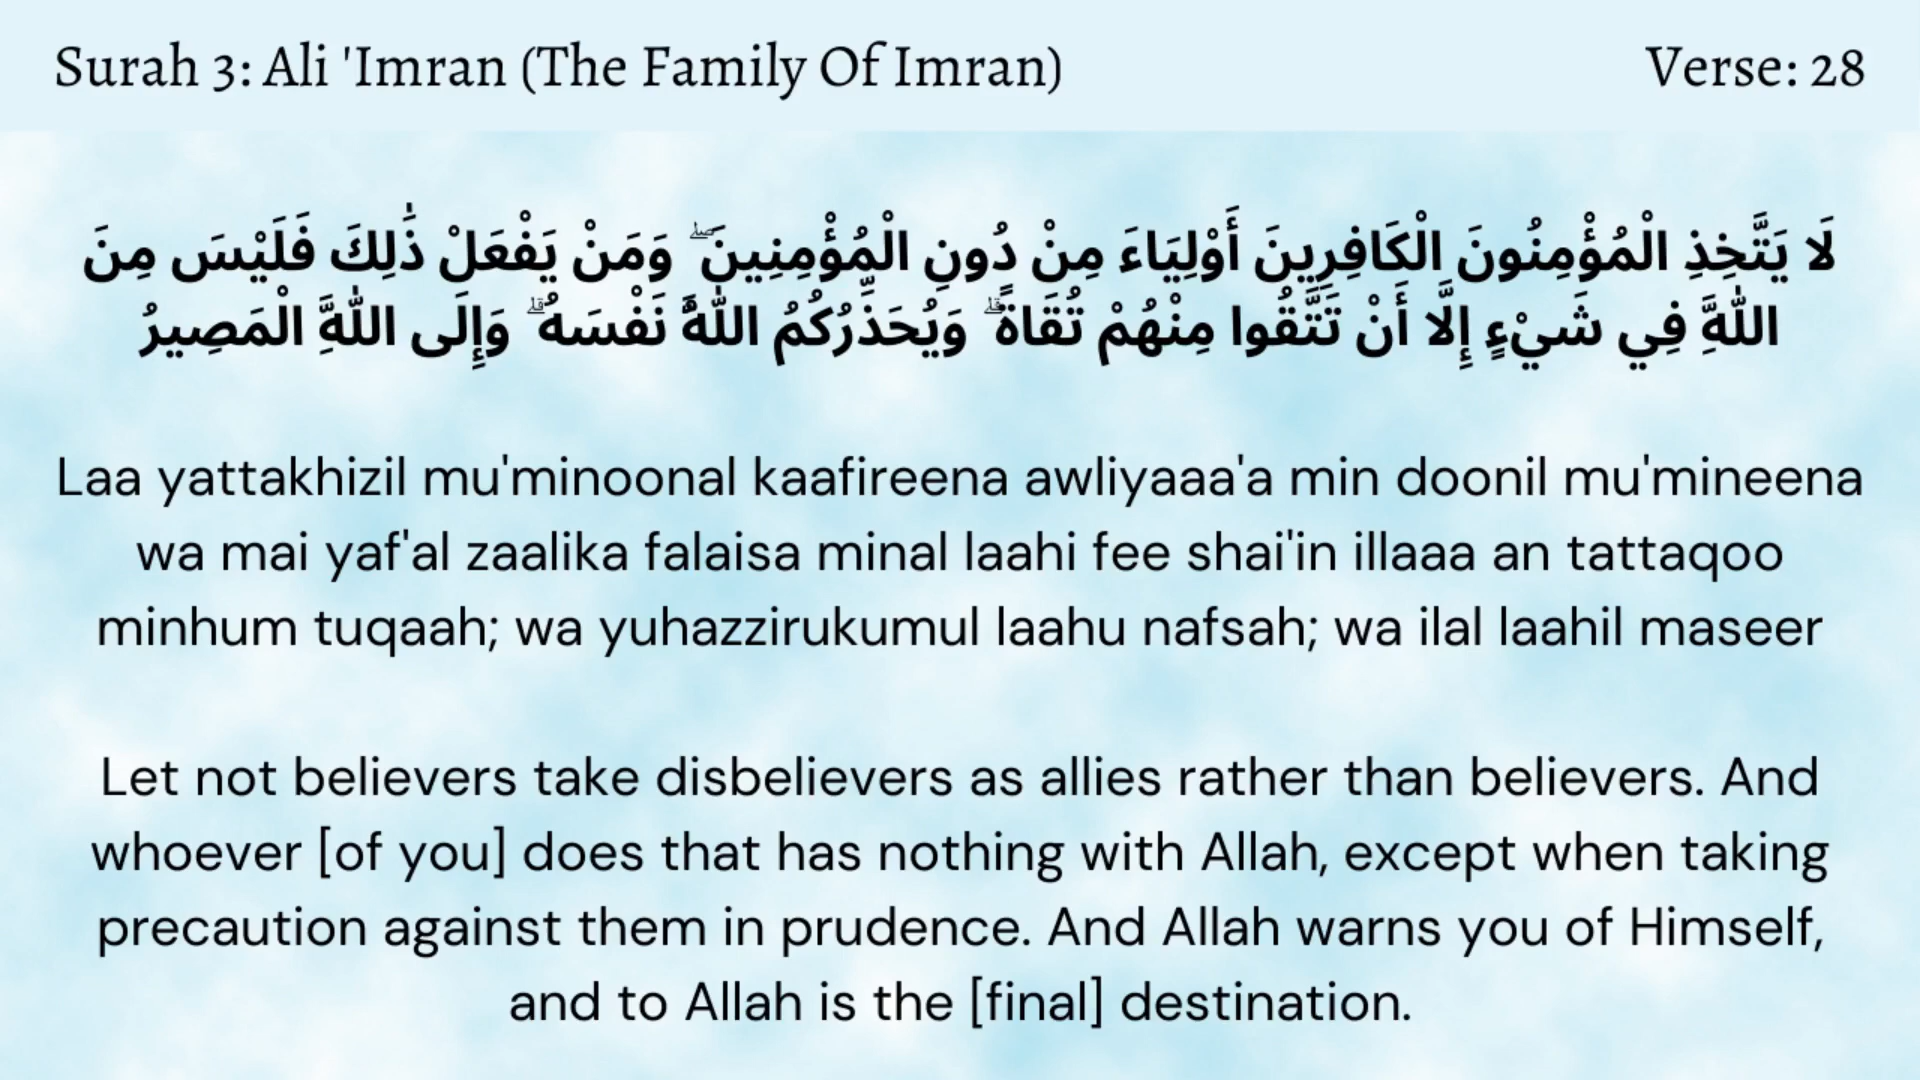 Surah 3: Ali 'Imran (The Family Of Imran)
Verse: 28
لَا يَتَّخِذِ الْمُؤْمِنُونَ الْكَافِرِينَ أَوْلِيَاءَ مِنْ دُونِ الْمُؤْمِنِينَ ۖ وَمَنْ يَفْعَلْ ذَٰلِكَ فَلَيْسَ مِنَ
اللَّهِ فِي شَيْءٍ إِلَّا أَنْ تَتَّقُوا مِنْهُمْ تُقَاةً ۗ وَيُحَذِّرُكُمُ اللَّهُ نَفْسَهُ ۗ وَإِلَى اللَّهِ الْمَصِيرُ
Laa yattakhizil mu'minoonal kaafireena awliyaaa'a min doonil mu'mineena
wa mai yaf'al zaalika falaisa minal laahi fee shai'in illaaa an tattaqoo
minhum tuqaah; wa yuhazzirukumul laahu nafsah; wa ilal laahil maseer
Let not believers take disbelievers as allies rather than believers. And
whoever [of you] does that has nothing with Allah, except when taking
precaution against them in prudence. And Allah warns you of Himself,
and to Allah is the [final] destination.